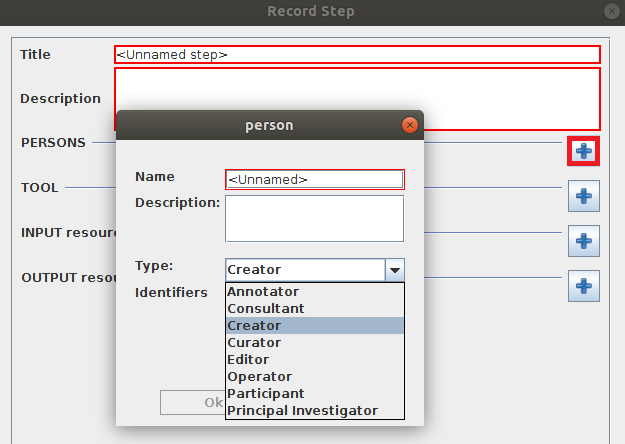 Record Step
Title
<Unnamed step>
Description
person
PERSONS
Name
<Unnamed>
TOOL
Description:
INPUT resour
Type:
Creator
OUTPUT resou
Identifiers
Annotator
Consultant
Creator
Curator
Editor
Operator
Participant
Principal Investigator
Ok